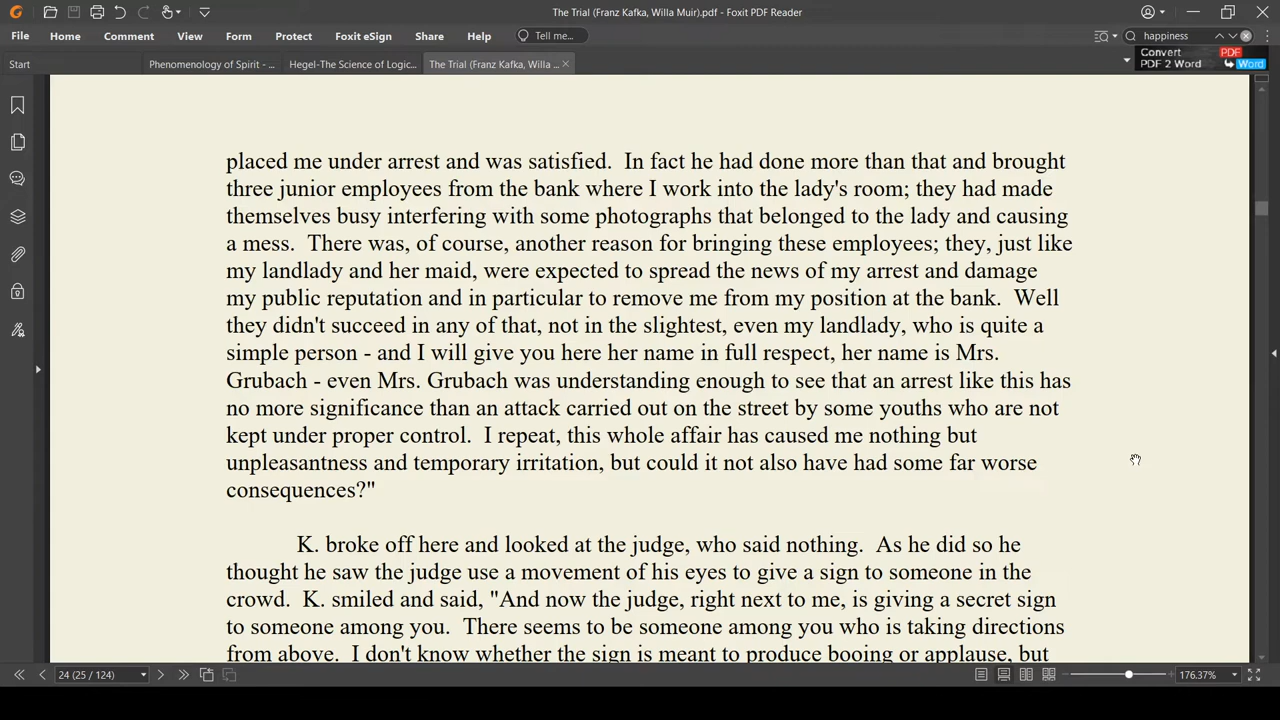 The Trial (Franz Kafka, Willa Muir).pdf - Foxit PDF Reader
File Home Comment View Form Protect Foxit eSign Share Help Tell me... happiness
Start Phenomenology of Spirit - ... Hegel-The Science of Logic... The Trial (Franz Kafka, Willa ... Convert PDF
PDF 2 Word Word
placed me under arrest and was satisfied. In fact he had done more than that and brought
three junior employees from the bank where I work into the lady's room; they had made
themselves busy interfering with some photographs that belonged to the lady and causing
a mess. There was, of course, another reason for bringing these employees; they, just like
my landlady and her maid, were expected to spread the news of my arrest and damage
my public reputation and in particular to remove me from my position at the bank. Well
they didn't succeed in any of that, not in the slightest, even my landlady, who is quite a
simple person - and I will give you here her name in full respect, her name is Mrs.
Grubach - even Mrs. Grubach was understanding enough to see that an arrest like this has
no more significance than an attack carried out on the street by some youths who are not
kept under proper control. I repeat, this whole affair has caused me nothing but
unpleasantness and temporary irritation, but could it not also have had some far worse
consequences?"
K. broke off here and looked at the judge, who said nothing. As he did so he
thought he saw the judge use a movement of his eyes to give a sign to someone in the
crowd. K. smiled and said, "And now the judge, right next to me, is giving a secret sign
to someone among you. There seems to be someone among you who is taking directions
from above. I don't know whether the sign is meant to produce booing or applause, but
24 (25 / 124) 176.37%